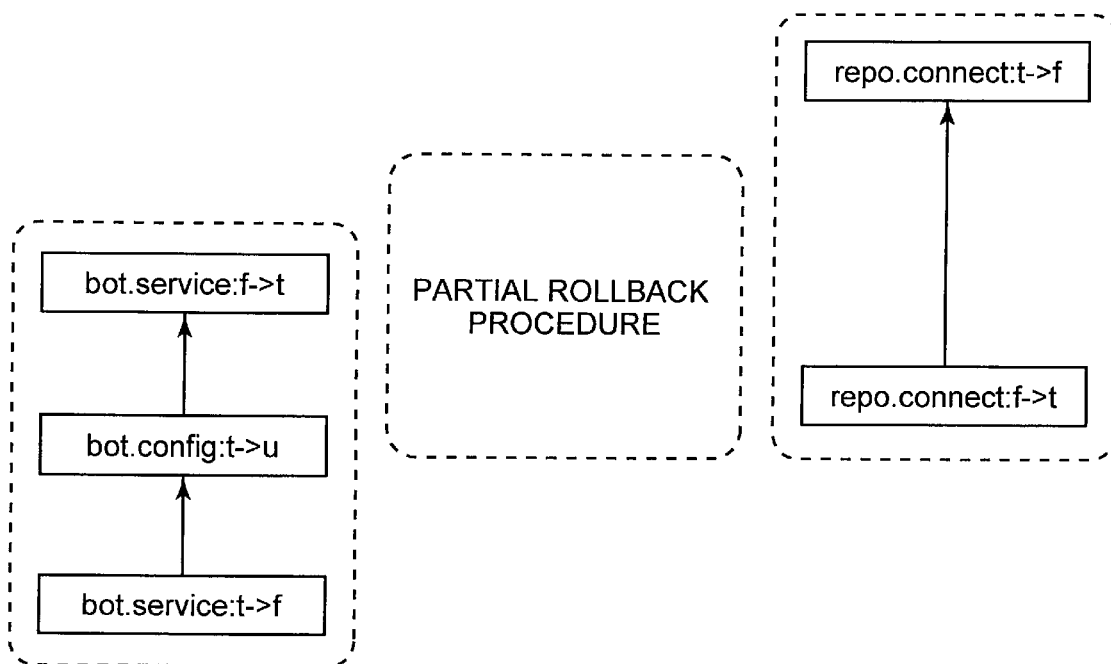 bot.service:f->t
bot.config:t->u
bot.service:t->f
PARTIAL ROLLBACK
PROCEDURE
repo.connect:t->f
repo.connect:f->t